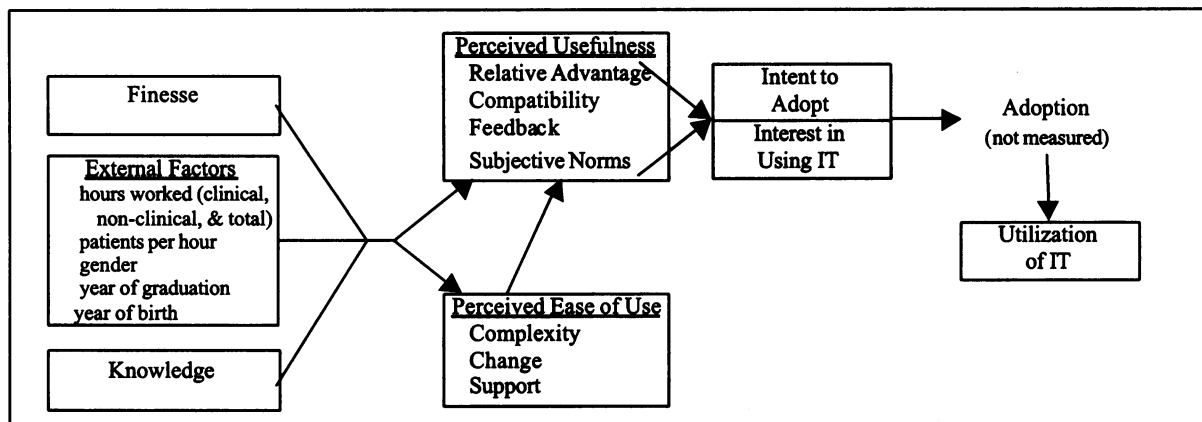 Finesse
External Factors
hours worked (clinical,
non-clinical, & total)
patients per hour
gender
year of graduation
year of birth
Knowledge
Perceived Usefulness
Relative Advantage
Compatibility
Feedback
Subjective Norms
Perceived Ease of Use
Complexity
Change
Support
Intent to
Adopt
Interest in
Using IT
Adoption
(not measured)
Utilization
of IT